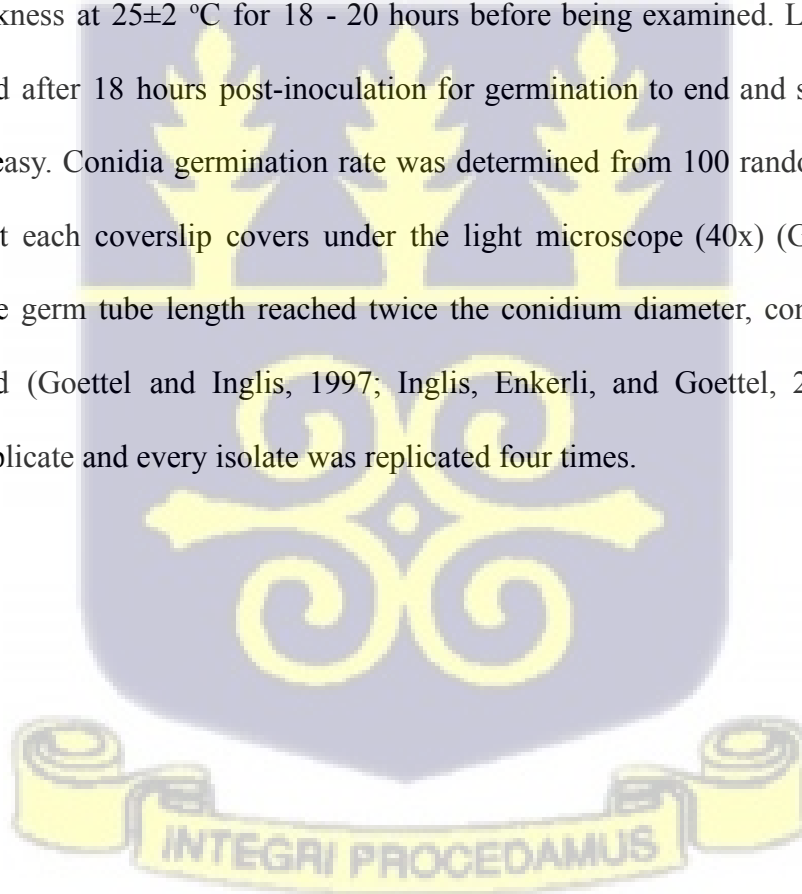 kness at 25±2 ºC for 18 - 20 hours before being examined. L
d after 18 hours post-inoculation for germination to end and s
easy. Conidia germination rate was determined from 100 rando
t each coverslip covers under the light microscope (40x) (G
e germ tube length reached twice the conidium diameter, con
d (Goettel and Inglis, 1997; Inglis, Enkerli, and Goettel, 2
plicate and every isolate was replicated four times.
INTEGRI PROCEDAMUS